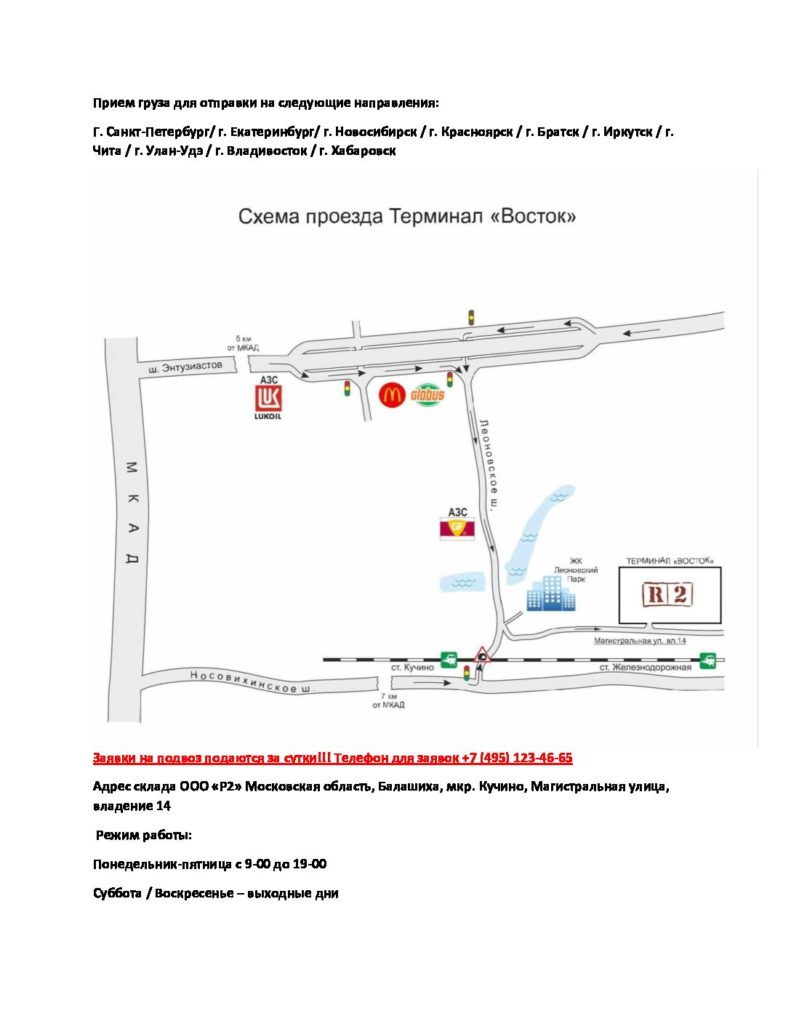 Прием груза для отправки на следующие направления:
Г. Санкт-Петербург/ г. Екатеринбург/ г. Новосибирск / г. Красноярск / г. Братск / г. Иркутск / г.
Чита / г. Улан-Удэ / г. Владивосток / г. Хабаровск
Схема проезда Терминал «Восток»
5 км
от МКАД
ш. Энтузиастов
АЗС
LUK
LUKOIL
M
GLOBUS
Леоновское ш.
МКАД
АЗС
GF
ЖК
Леоновский
Парк
ТЕРМИНАЛ «ВОСТОК»
R 2
Магистральная ул. вл.14
ст. Кучино
ст. Железнодорожная
Носовихинское ш.
7 км
от МКАД
Заявки на подвоз подаются за сутки!!! Телефон для заявок +7 (495) 123-46-65
Адрес склада ООО «Р2» Московская область, Балашиха, мкр. Кучино, Магистральная улица,
владение 14
Режим работы:
Понедельник-пятница с 9-00 до 19-00
Суббота / Воскресенье – выходные дни